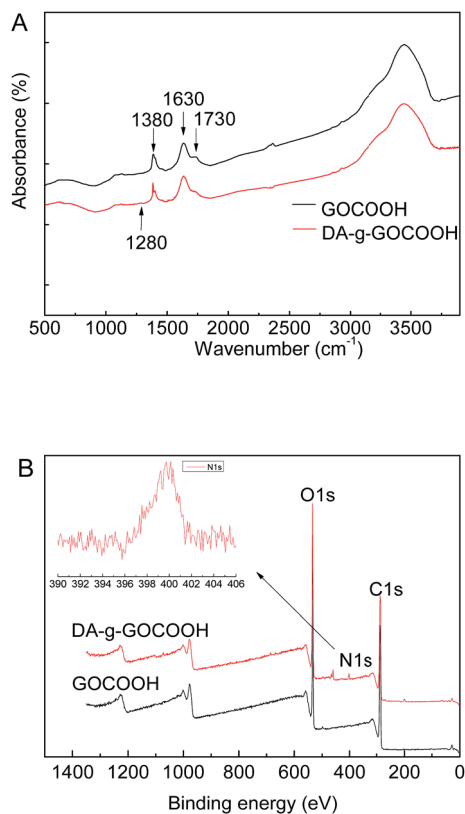 A
Absorbance (%)
1630
1380
1730
1280
GOCOOH
DA-g-GOCOOH
500 1000 1500 2000 2500 3000 3500
Wavenumber (cm⁻¹)
B
N1s
390 392 394 396 398 400 402 404 406
O1s
C1s
DA-g-GOCOOH
N1s
GOCOOH
1400 1200 1000 800 600 400 200 0
Binding energy (eV)